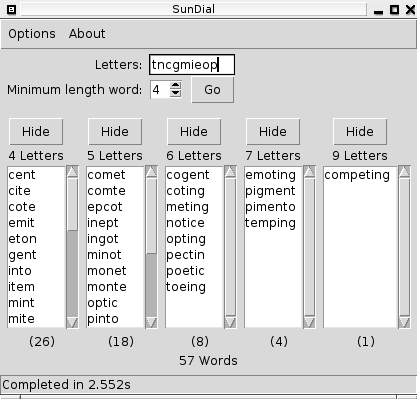 SunDial
Options About
Letters: tncgmieop
Minimum length word: 4 Go
Hide Hide Hide Hide Hide
4 Letters 5 Letters 6 Letters 7 Letters 9 Letters
cent comet cogent emoting competing
cite comte coting pigment
cote epcot meting pimento
emit inept notice temping
eton ingot opting
gent minot pectin
into monet poetic
item monte toeing
mint optic
mite pinto
(26) (18) (8) (4) (1)
57 Words
Completed in 2.552s